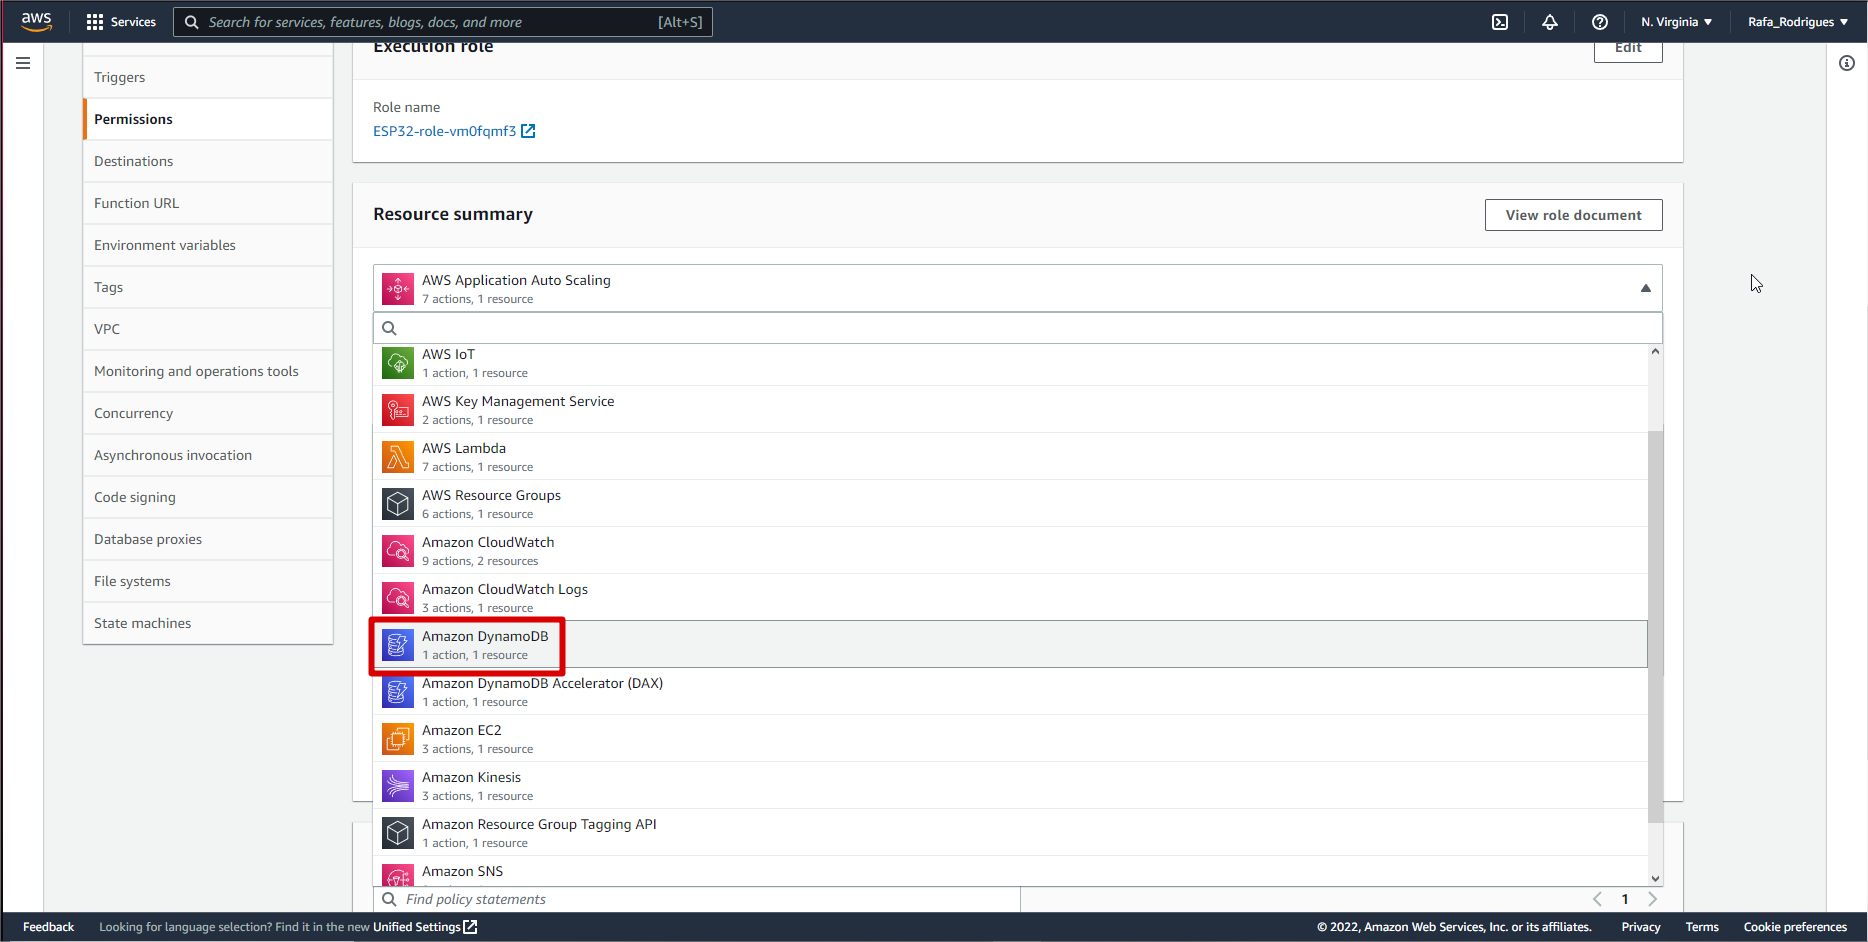 aws
Services
Search for services, features, blogs, docs, and more
[Alt+S]
N. Virginia
Rafa_Rodrigues
Triggers
Permissions
Destinations
Function URL
Environment variables
Tags
VPC
Monitoring and operations tools
Concurrency
Asynchronous invocation
Code signing
Database proxies
File systems
State machines
Execution role
Edit
Role name
ESP32-role-vm0fqmf3
Resource summary
View role document
AWS Application Auto Scaling
7 actions, 1 resource
AWS IoT
1 action, 1 resource
AWS Key Management Service
2 actions, 1 resource
AWS Lambda
7 actions, 1 resource
AWS Resource Groups
6 actions, 1 resource
Amazon CloudWatch
9 actions, 2 resources
Amazon CloudWatch Logs
3 actions, 1 resource
Amazon DynamoDB
1 action, 1 resource
Amazon DynamoDB Accelerator (DAX)
1 action, 1 resource
Amazon EC2
3 actions, 1 resource
Amazon Kinesis
3 actions, 1 resource
Amazon Resource Group Tagging API
1 action, 1 resource
Amazon SNS
Find policy statements
1
Feedback
Looking for language selection? Find it in the new Unified Settings
© 2022, Amazon Web Services, Inc. or its affiliates.
Privacy
Terms
Cookie preferences